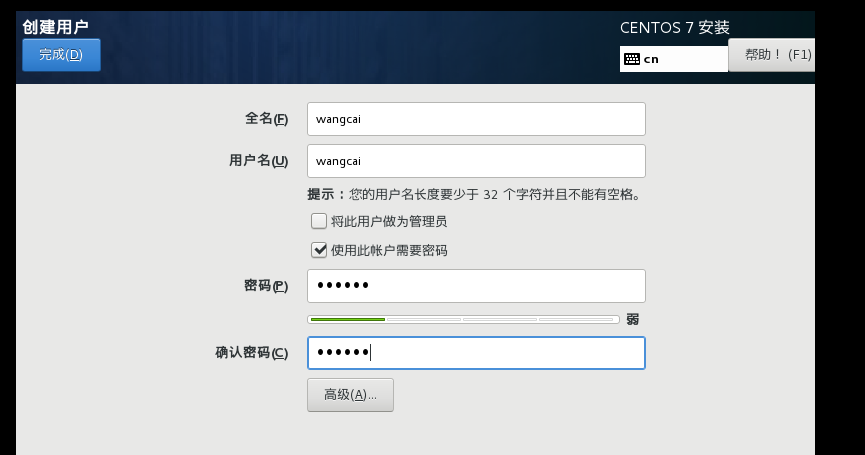 创建用户
CENTOS 7 安装
完成(D)
cn
帮助！ (F1)
全名(F)
wangcai
用户名(U)
wangcai
提示：您的用户名长度要少于 32 个字符并且不能有空格。
将此用户做为管理员
使用此帐户需要密码
密码(P)
••••••
弱
确认密码(C)
••••••
高级(A)...